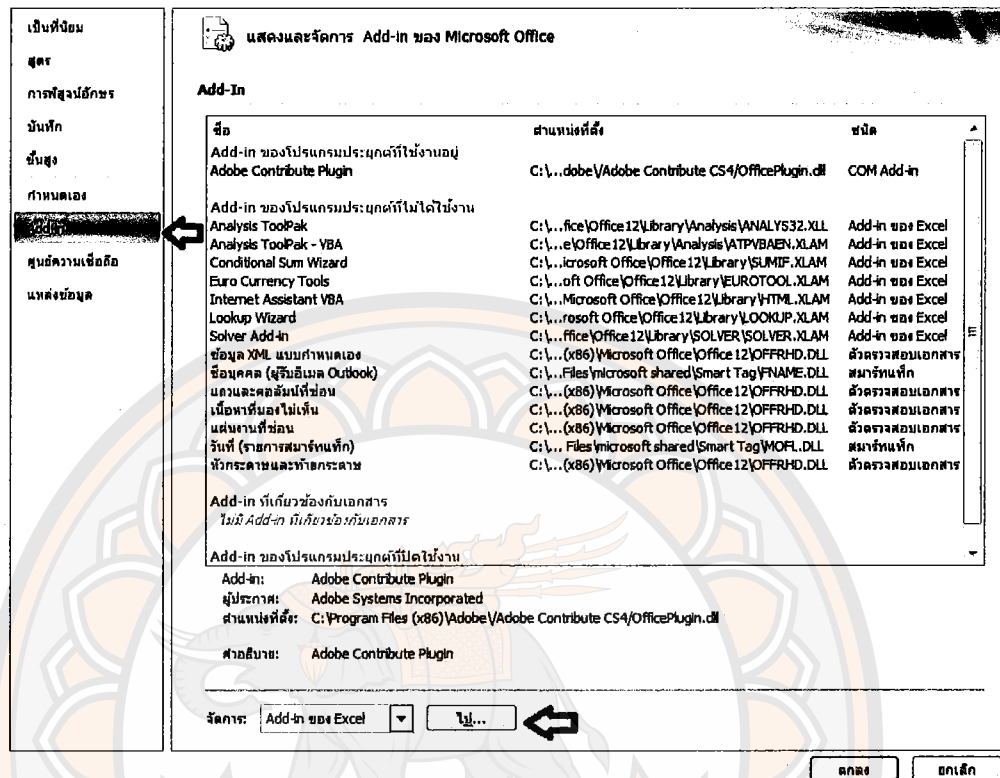 เป็นที่นิยม
สูตร
การพิสูจน์อักษร
บันทึก
ขั้นสูง
กำหนดเอง
Add-In
ศูนย์ความเชื่อถือ
แหล่งข้อมูล
แสดงและจัดการ Add-in ของ Microsoft Office
Add-In
ชื่อ ตำแหน่งที่ตั้ง ชนิด
Add-in ของโปรแกรมประยุกต์ที่ใช้งานอยู่
Adobe Contribute Plugin C:\...dobe\/Adobe Contribute CS4/OfficePlugin.dll COM Add-in
Add-in ของโปรแกรมประยุกต์ที่ไม่ได้ใช้งาน
Analysis ToolPak C:\...fice\Office12\Library\Analysis\ANALYS32.XLL Add-in ของ Excel
Analysis ToolPak - VBA C:\...e\Office12\Library\Analysis\ATPVBAEN.XLAM Add-in ของ Excel
Conditional Sum Wizard C:\...icrosoft Office\Office12\Library\SUMIF.XLAM Add-in ของ Excel
Euro Currency Tools C:\...oft Office\Office12\Library\EUROTOOL.XLAM Add-in ของ Excel
Internet Assistant VBA C:\...Microsoft Office\Office12\Library\HTML.XLAM Add-in ของ Excel
Lookup Wizard C:\...rosoft Office\Office12\Library\LOOKUP.XLAM Add-in ของ Excel
Solver Add-in C:\...ffice\Office12\Library\SOLVER\SOLVER.XLAM Add-in ของ Excel
ข้อมูล XML แบบกำหนดเอง C:\...(x86)\Microsoft Office\Office12\OFFRHD.DLL ตัวตรวจสอบเอกสาร
ชื่อบุคคล (ผู้รับอีเมล Outlook) C:\...Files\microsoft shared\Smart Tag\FNAME.DLL สมาร์ทแท็ก
แถวและคอลัมน์ที่ซ่อน C:\...(x86)\Microsoft Office\Office12\OFFRHD.DLL ตัวตรวจสอบเอกสาร
เนื้อหาที่มองไม่เห็น C:\...(x86)\Microsoft Office\Office12\OFFRHD.DLL ตัวตรวจสอบเอกสาร
แผ่นงานที่ซ่อน C:\...(x86)\Microsoft Office\Office12\OFFRHD.DLL ตัวตรวจสอบเอกสาร
วันที่ (รายการสมาร์ทแท็ก) C:\... Files\microsoft shared\Smart Tag\MOFL.DLL สมาร์ทแท็ก
หัวกระดาษและท้ายกระดาษ C:\...(x86)\Microsoft Office\Office12\OFFRHD.DLL ตัวตรวจสอบเอกสาร
Add-in ที่เกี่ยวข้องกับเอกสาร
ไม่มี Add-in ที่เกี่ยวข้องกับเอกสาร
Add-in ของโปรแกรมประยุกต์ที่ปิดใช้งาน
Add-in: Adobe Contribute Plugin
ผู้ประกาศ: Adobe Systems Incorporated
ตำแหน่งที่ตั้ง: C:\Program Files (x86)\Adobe\/Adobe Contribute CS4/OfficePlugin.dll
คำอธิบาย: Adobe Contribute Plugin
จัดการ: Add-in ของ Excel ไป...
ตกลง ยกเลิก